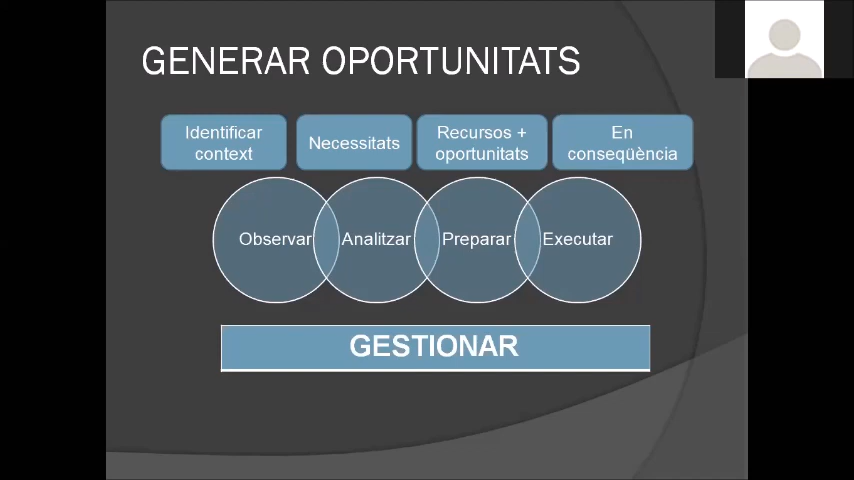 GENERAR OPORTUNITATS
Identificar
context
Necessitats
Recursos +
oportunitats
En
conseqüència
Observar
Analitzar
Preparar
Executar
GESTIONAR